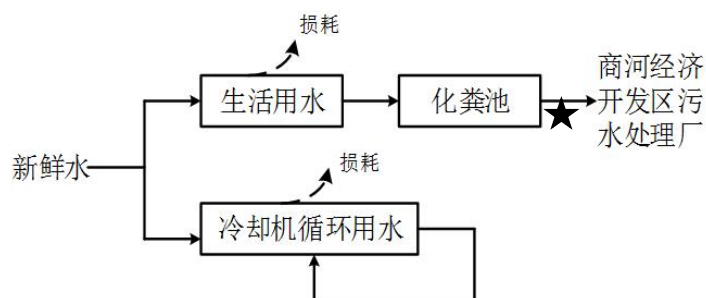 损耗
生活用水
化粪池
商河经济
开发区污
水处理厂
新鲜水
损耗
冷却机循环用水